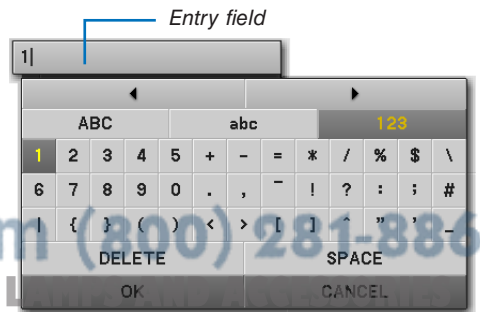 Entry field
1|
◀ ▶
ABC abc 123
1 2 3 4 5 + - = * / % $ \
6 7 8 9 0 . , ¯ ! ? : ; #
| { } ( ) < > [ ] ^ " ' _
m (800) 281-886
DELETE SPACE
OK CANCEL